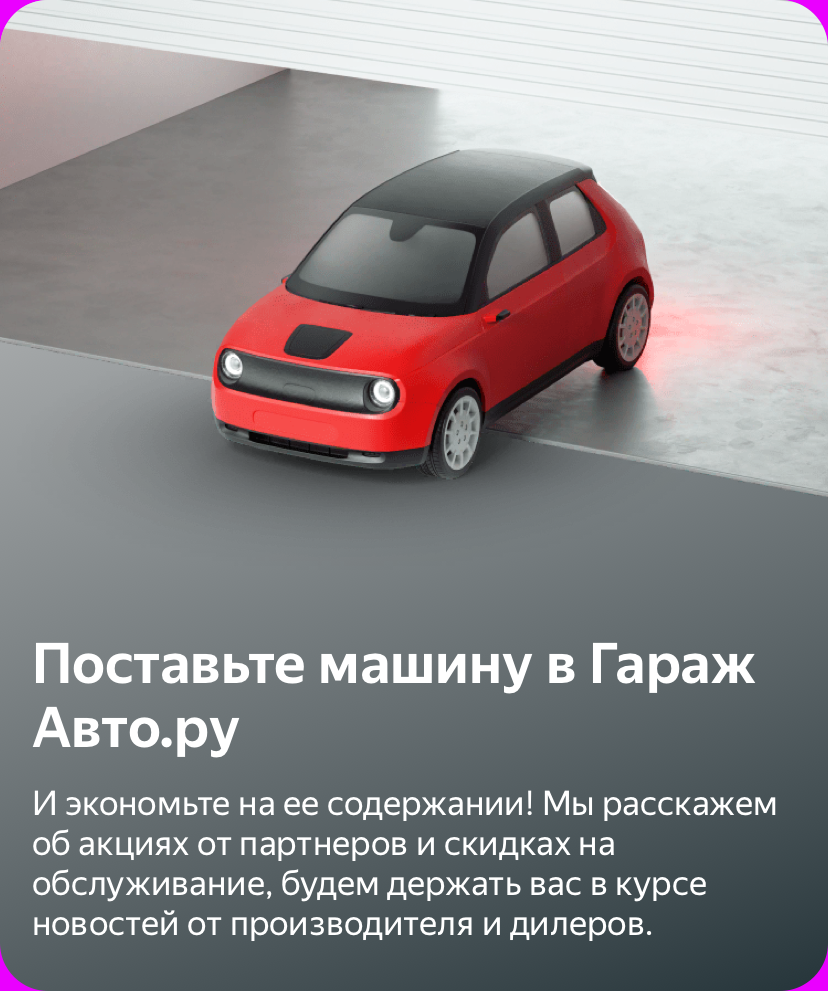 Поставьте машину в Гараж
Авто.ру
И экономьте на ее содержании! Мы расскажем
об акциях от партнеров и скидках на
обслуживание, будем держать вас в курсе
новостей от производителя и дилеров.